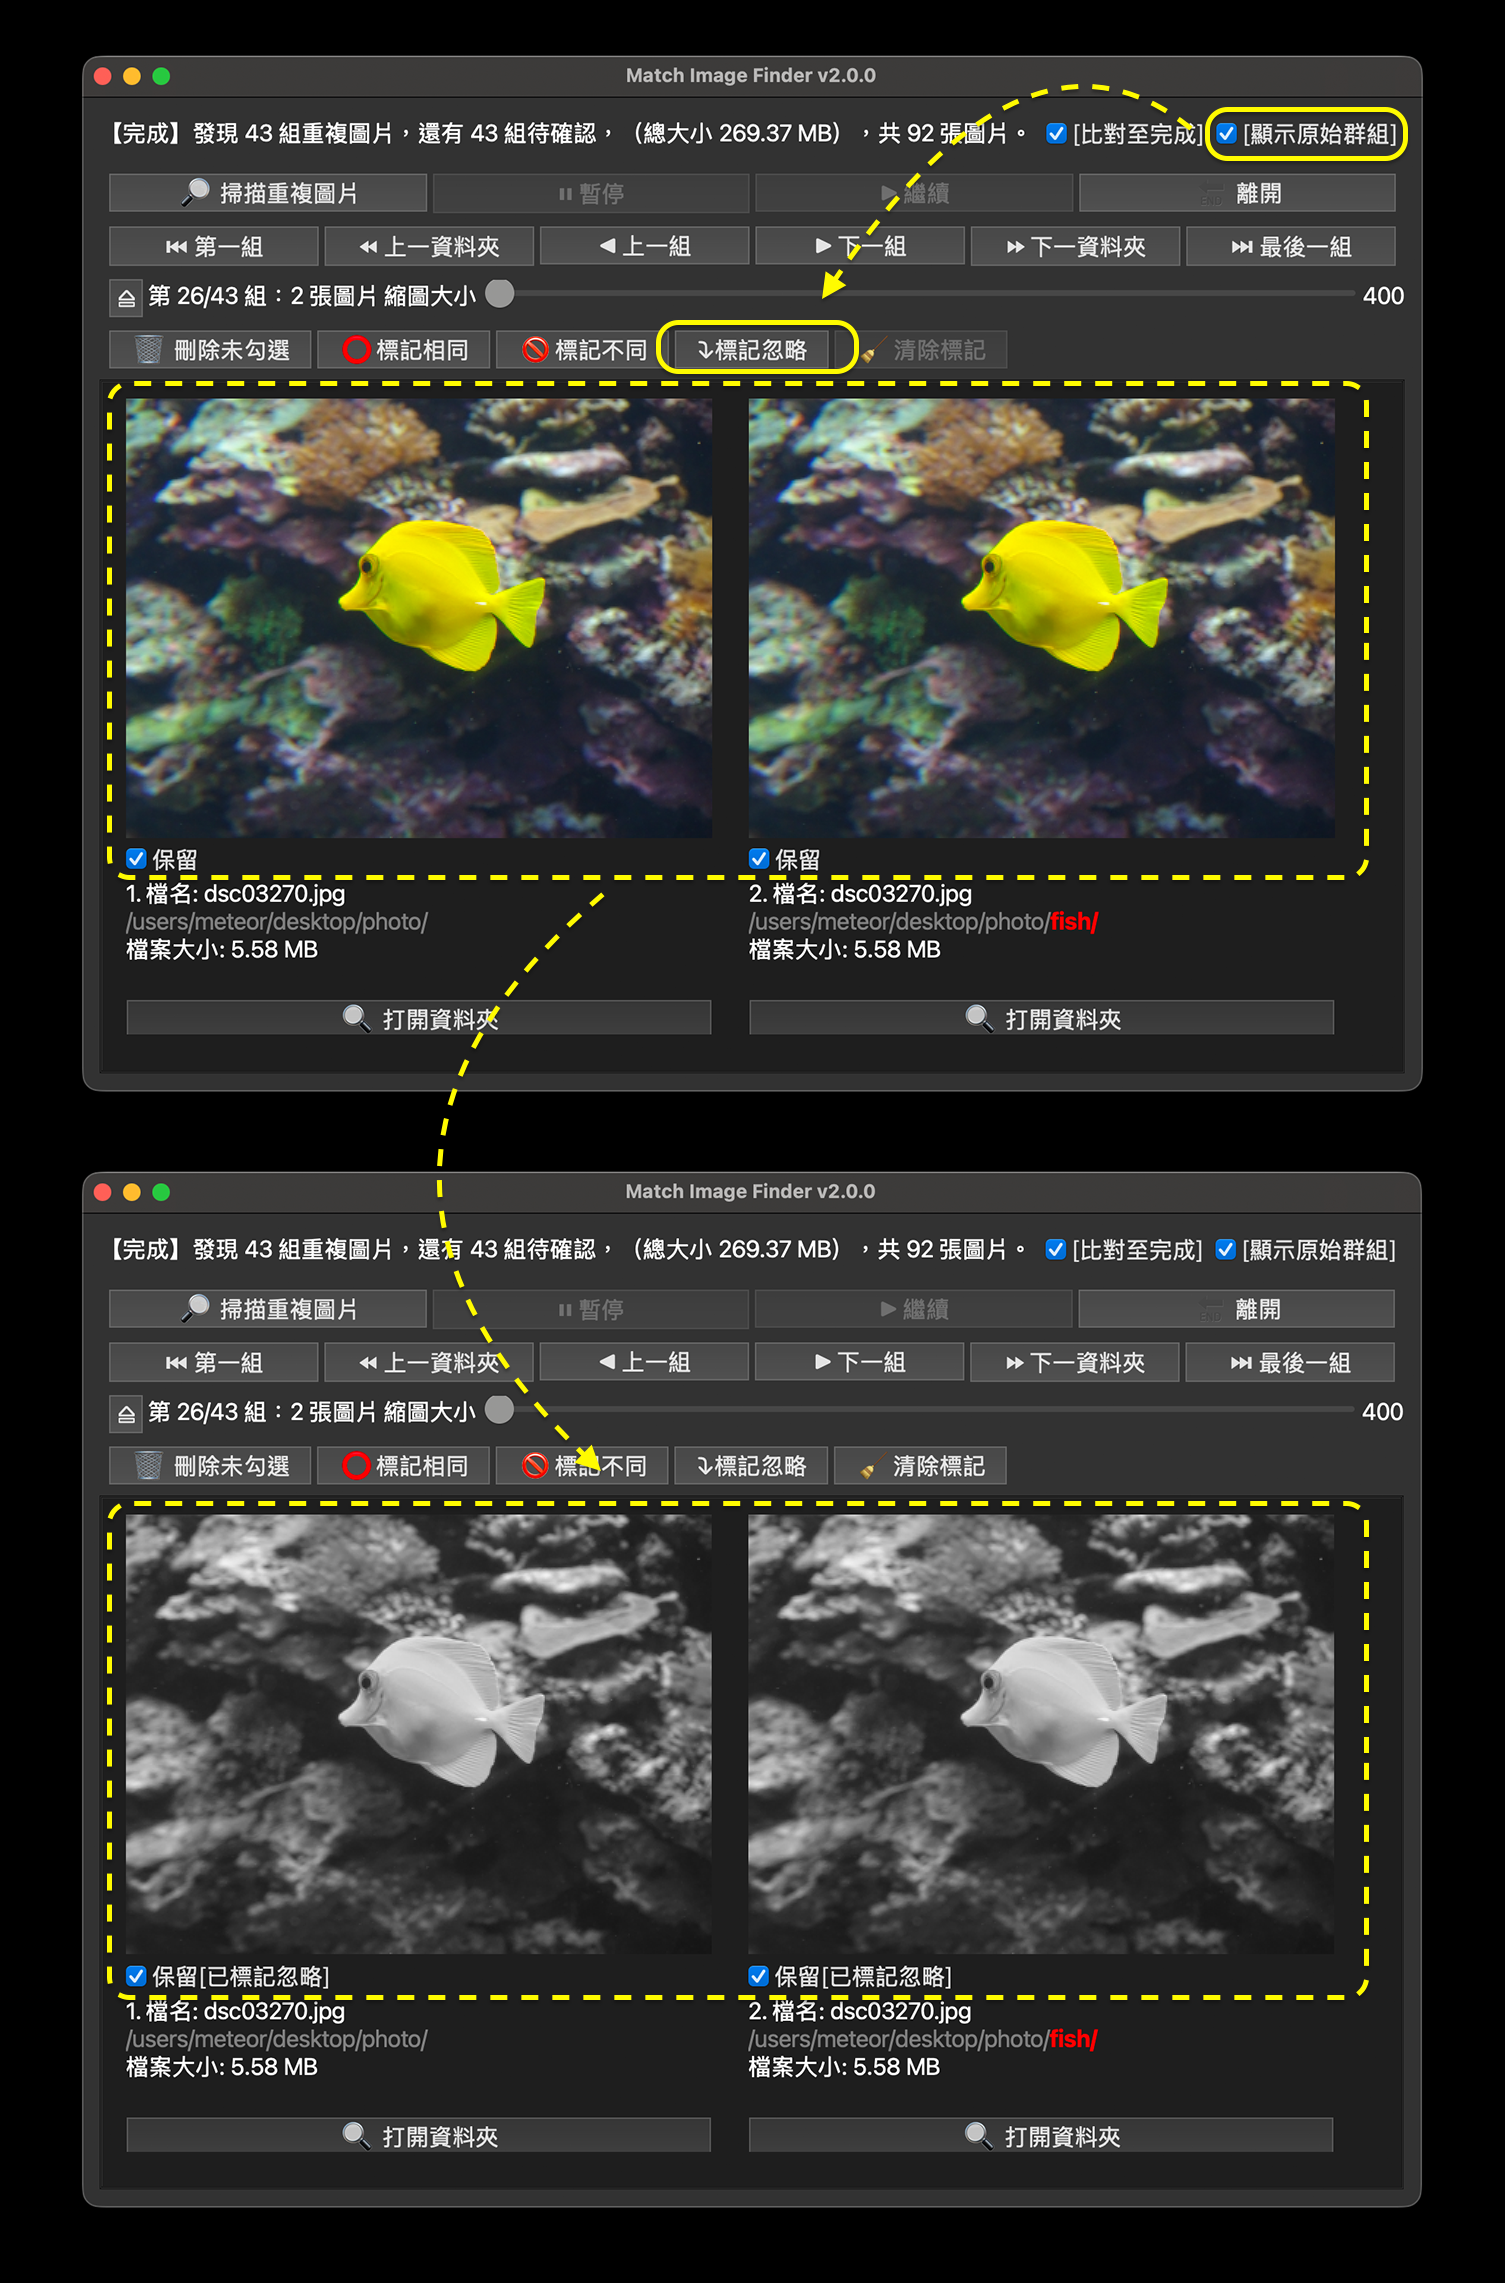 Match Image Finder v2.0.0
【完成】發現 43 組重複圖片，還有 43 組待確認，（總大小 269.37 MB），共 92 張圖片。 [比對至完成] [顯示原始群組]
掃描重複圖片 暫停 繼續 END 離開
第一組 上一資料夾 上一組 下一組 下一資料夾 最後一組
第 26/43 組：2 張圖片 縮圖大小 400
刪除未勾選 標記相同 標記不同 標記忽略 清除標記
保留 保留
1. 檔名: dsc03270.jpg 2. 檔名: dsc03270.jpg
/users/meteor/desktop/photo/ /users/meteor/desktop/photo/fish/
檔案大小: 5.58 MB 檔案大小: 5.58 MB
打開資料夾 打開資料夾
Match Image Finder v2.0.0
【完成】發現 43 組重複圖片，還有 43 組待確認，（總大小 269.37 MB），共 92 張圖片。 [比對至完成] [顯示原始群組]
掃描重複圖片 暫停 繼續 END 離開
第一組 上一資料夾 上一組 下一組 下一資料夾 最後一組
第 26/43 組：2 張圖片 縮圖大小 400
刪除未勾選 標記相同 標記不同 標記忽略 清除標記
保留[已標記忽略] 保留[已標記忽略]
1. 檔名: dsc03270.jpg 2. 檔名: dsc03270.jpg
/users/meteor/desktop/photo/ /users/meteor/desktop/photo/fish/
檔案大小: 5.58 MB 檔案大小: 5.58 MB
打開資料夾 打開資料夾